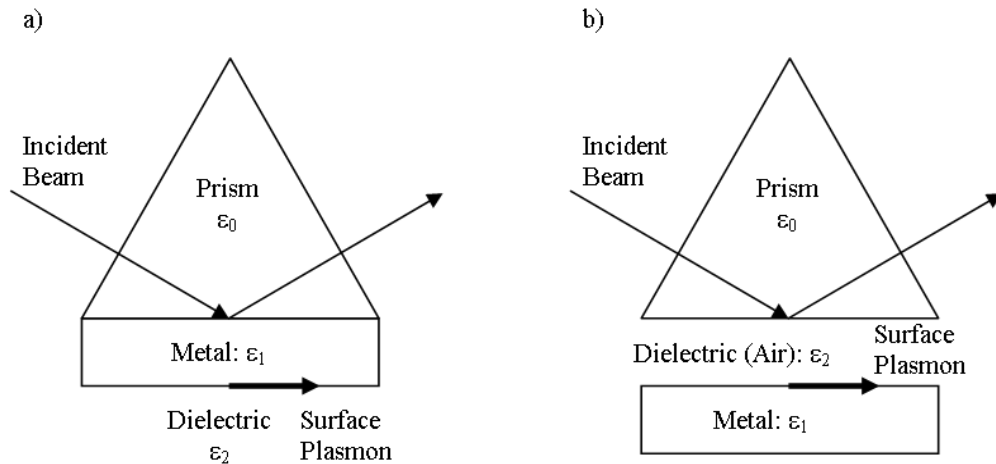 a)
Incident
Beam
Prism
ε₀
Metal: ε₁
Dielectric
ε₂
Surface
Plasmon
b)
Incident
Beam
Prism
ε₀
Dielectric (Air): ε₂
Surface
Plasmon
Metal: ε₁